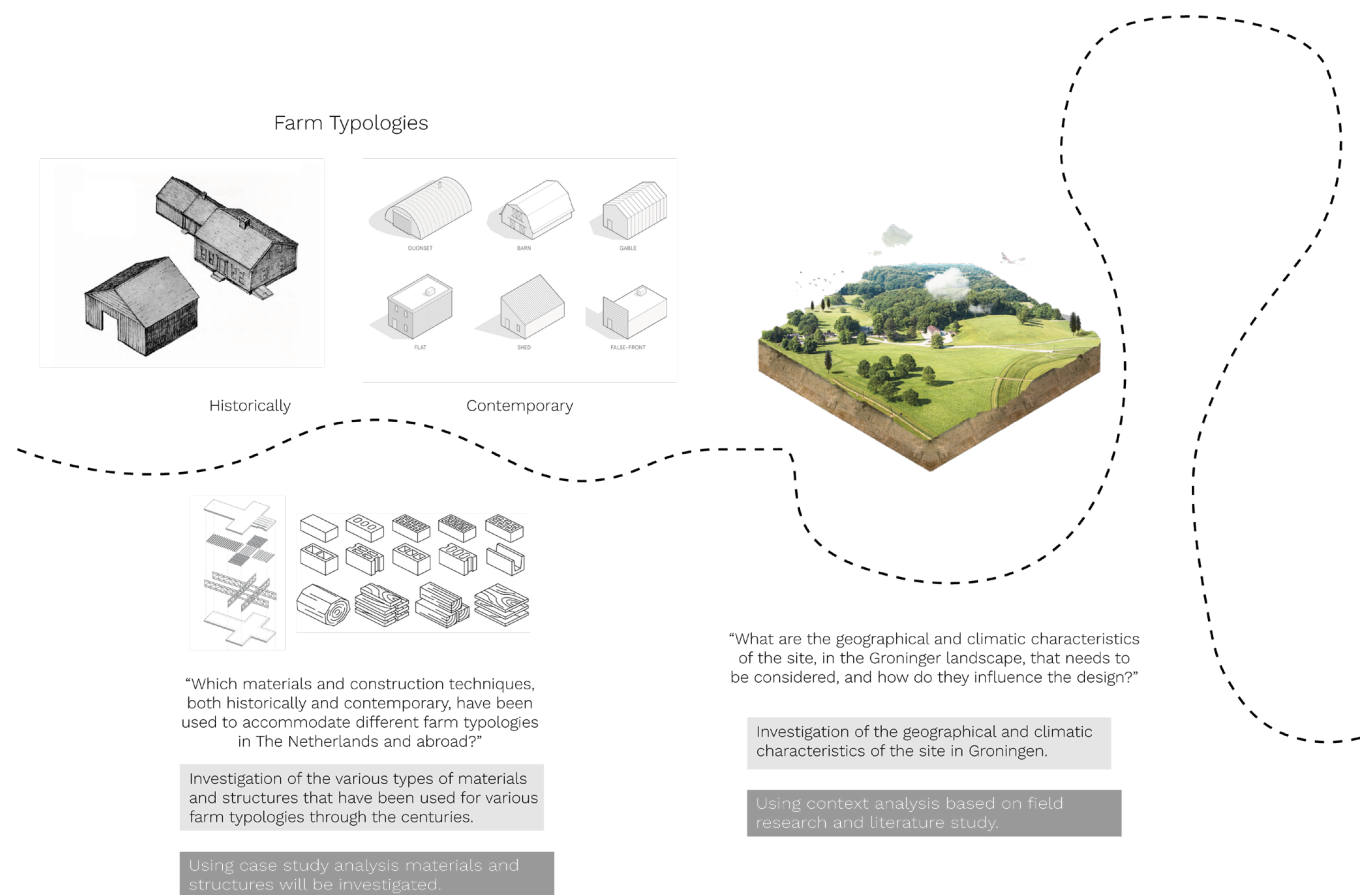 Farm Typologies
QUONSET
BARN
GABLE
FLAT
SHED
FALSE-FRONT
Historically
Contemporary
“Which materials and construction techniques,
both historically and contemporary, have been
used to accommodate different farm typologies
in The Netherlands and abroad?”
Investigation of the various types of materials
and structures that have been used for various
farm typologies through the centuries.
Using case study analysis materials and
structures will be investigated.
“What are the geographical and climatic characteristics
of the site, in the Groninger landscape, that needs to
be considered, and how do they influence the design?”
Investigation of the geographical and climatic
characteristics of the site in Groningen.
Using context analysis based on field
research and literature study.